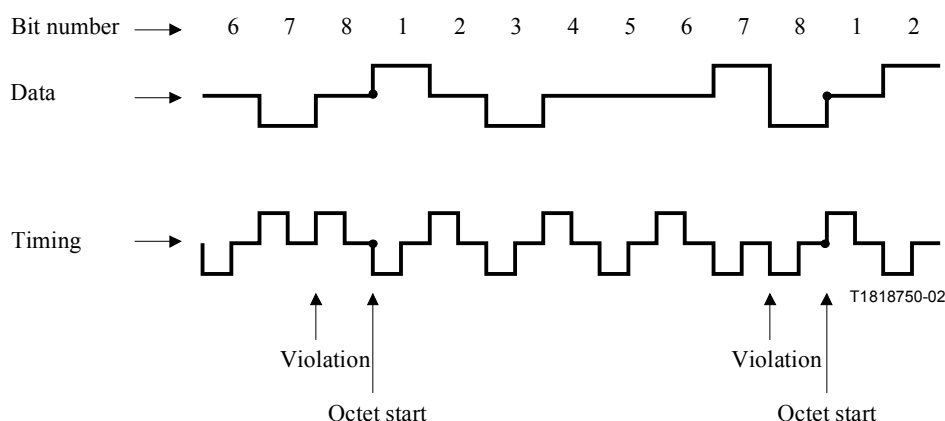 Bit number 6 7 8 1 2 3 4 5 6 7 8 1 2
Data
Timing
T1818750-02
Violation Violation
Octet start Octet start